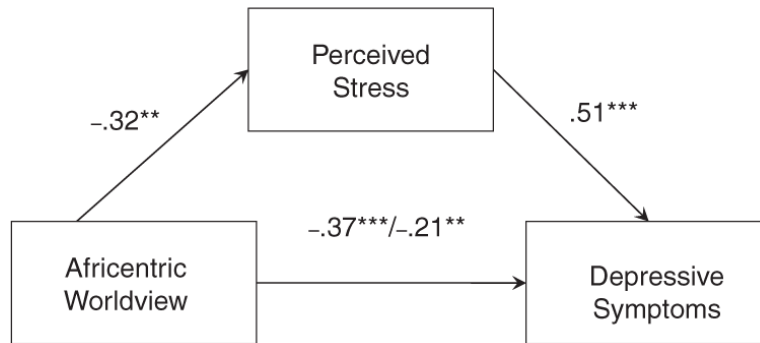 Perceived
Stress
–.32**
.51***
–.37***/–.21**
Africentric
Worldview
Depressive
Symptoms